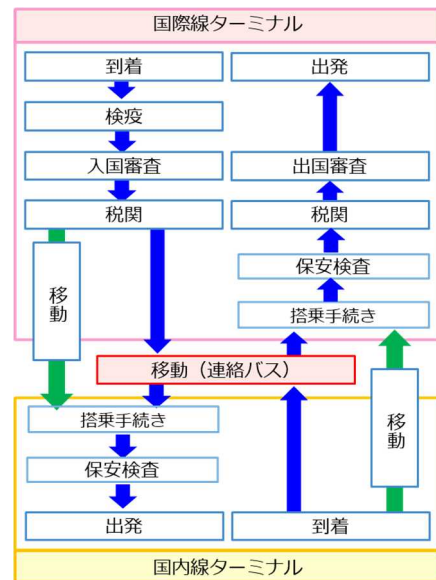 国際線ターミナル
到着
検疫
入国審査
税関
移動
出発
出国審査
税関
保安検査
搭乗手続き
移動（連絡バス）
搭乗手続き
保安検査
出発
移動
到着
国内線ターミナル